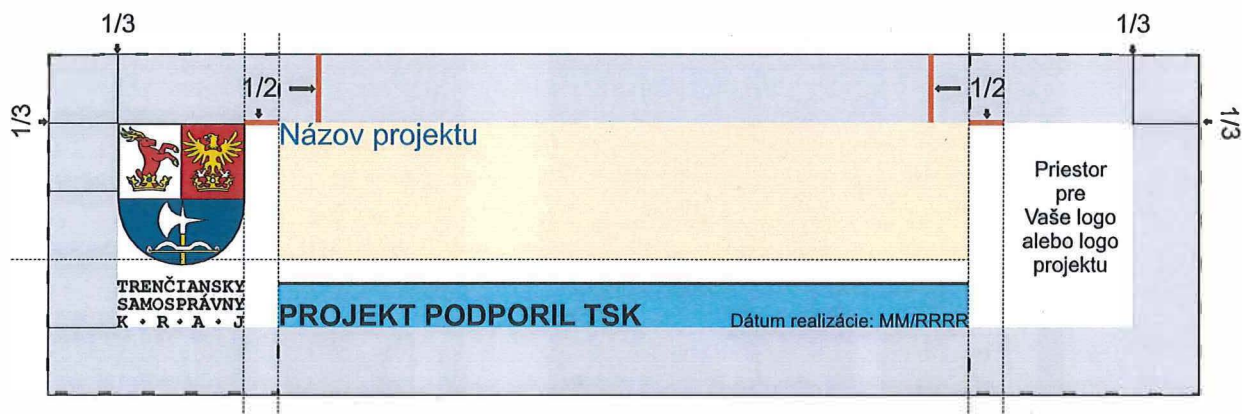 1/3
1/3
1/2
1/2
1/3
1/3
Názov projektu
Priestor
pre
Vaše logo
alebo logo
projektu
TRENČIANSKY
SAMOSPRÁVNY
K · R · A · J
PROJEKT PODPORIL TSK
Dátum realizácie: MM/RRRR